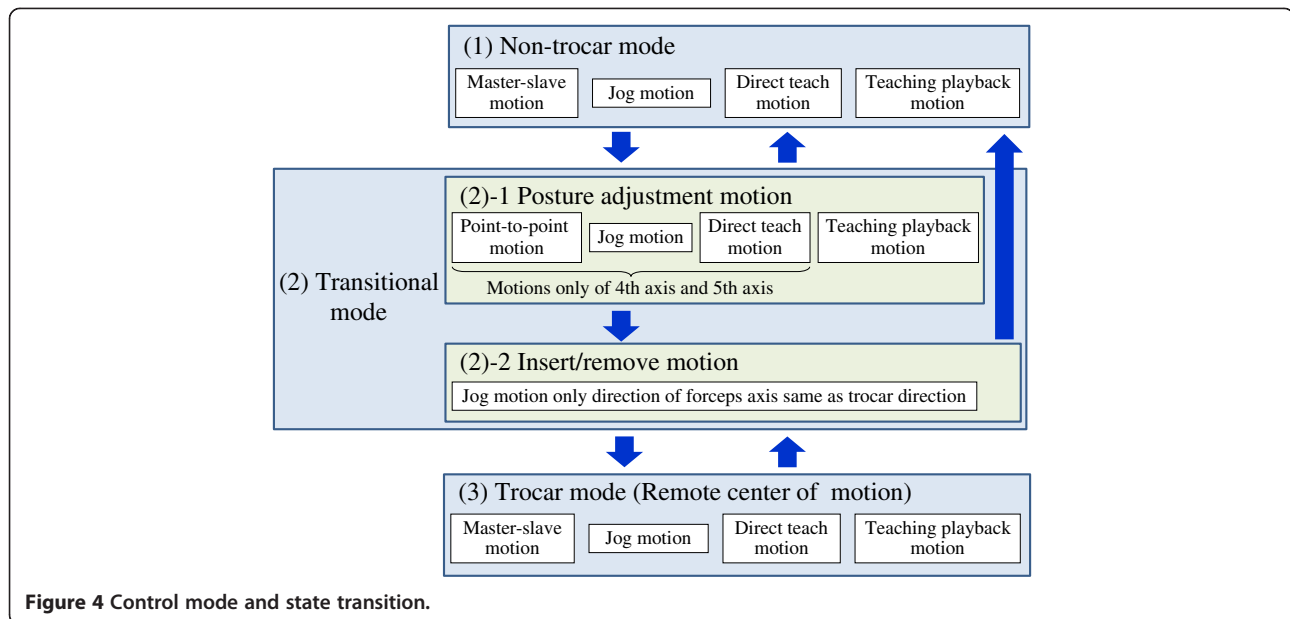 (1) Non-trocar mode
Master-slave
motion
Jog motion
Direct teach
motion
Teaching playback
motion
(2) Transitional
mode
(2)-1 Posture adjustment motion
Point-to-point
motion
Jog motion
Direct teach
motion
Teaching playback
motion
Motions only of 4th axis and 5th axis
(2)-2 Insert/remove motion
Jog motion only direction of forceps axis same as trocar direction
(3) Trocar mode (Remote center of motion)
Master-slave
motion
Jog motion
Direct teach
motion
Teaching playback
motion
Figure 4 Control mode and state transition.